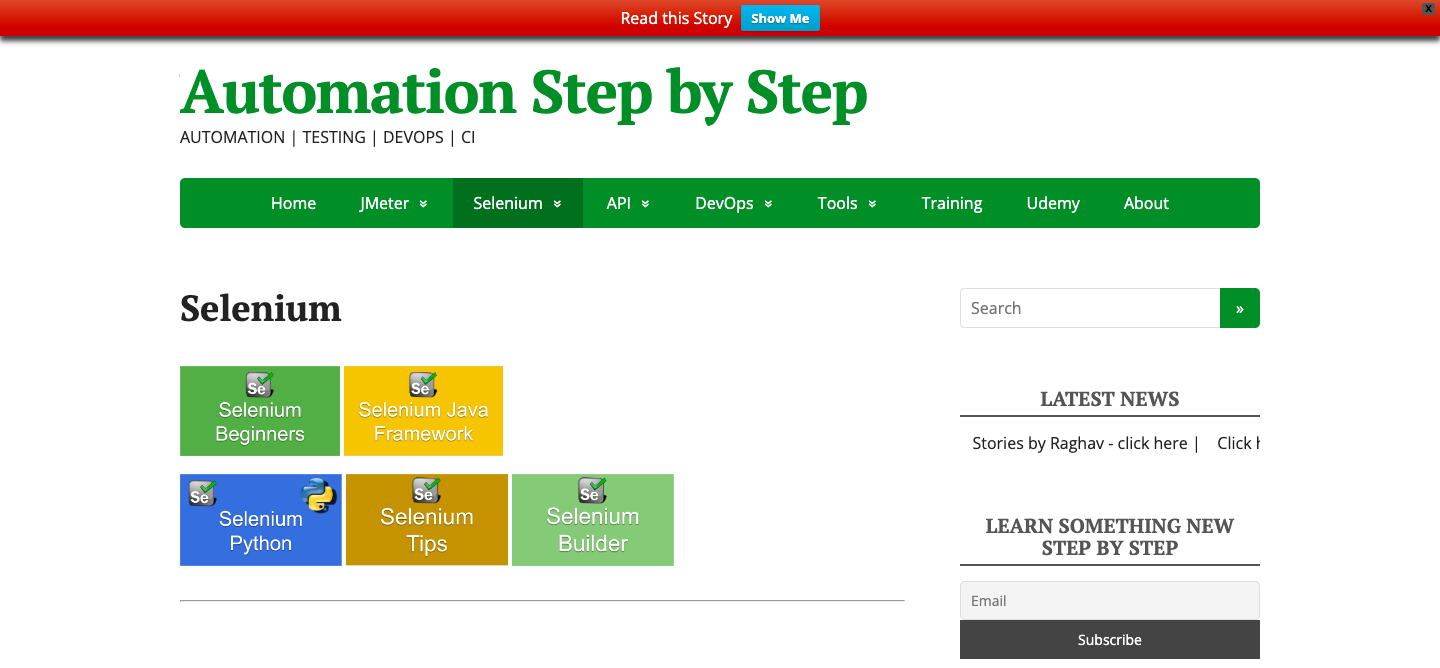 Read this Story Show Me X
Automation Step by Step
AUTOMATION | TESTING | DEVOPS | CI
Home JMeter Selenium API DevOps Tools Training Udemy About
Selenium
Search »
Se Selenium Beginners
Se Selenium Java Framework
Se Selenium Python
Se Selenium Tips
Se Selenium Builder
LATEST NEWS
Stories by Raghav - click here | Click
LEARN SOMETHING NEW
STEP BY STEP
Email
Subscribe